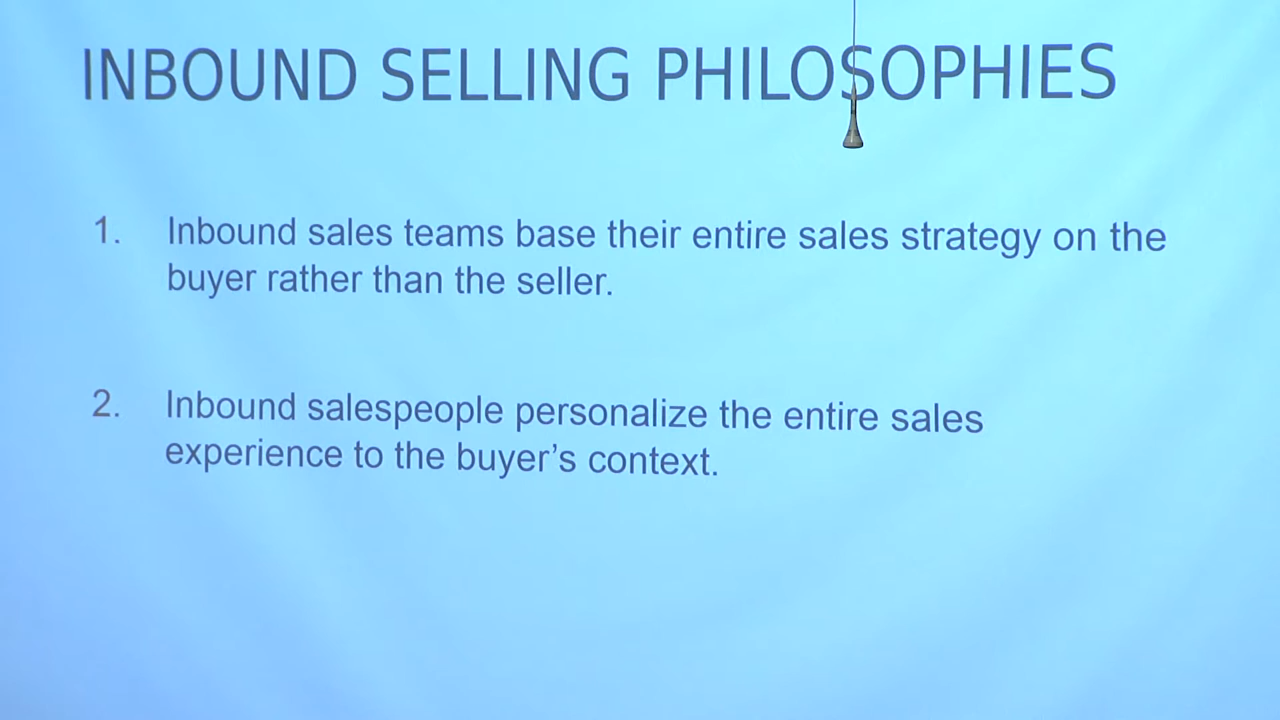 INBOUND SELLING PHILOSOPHIES
1. Inbound sales teams base their entire sales strategy on the
buyer rather than the seller.
2. Inbound salespeople personalize the entire sales
experience to the buyer’s context.